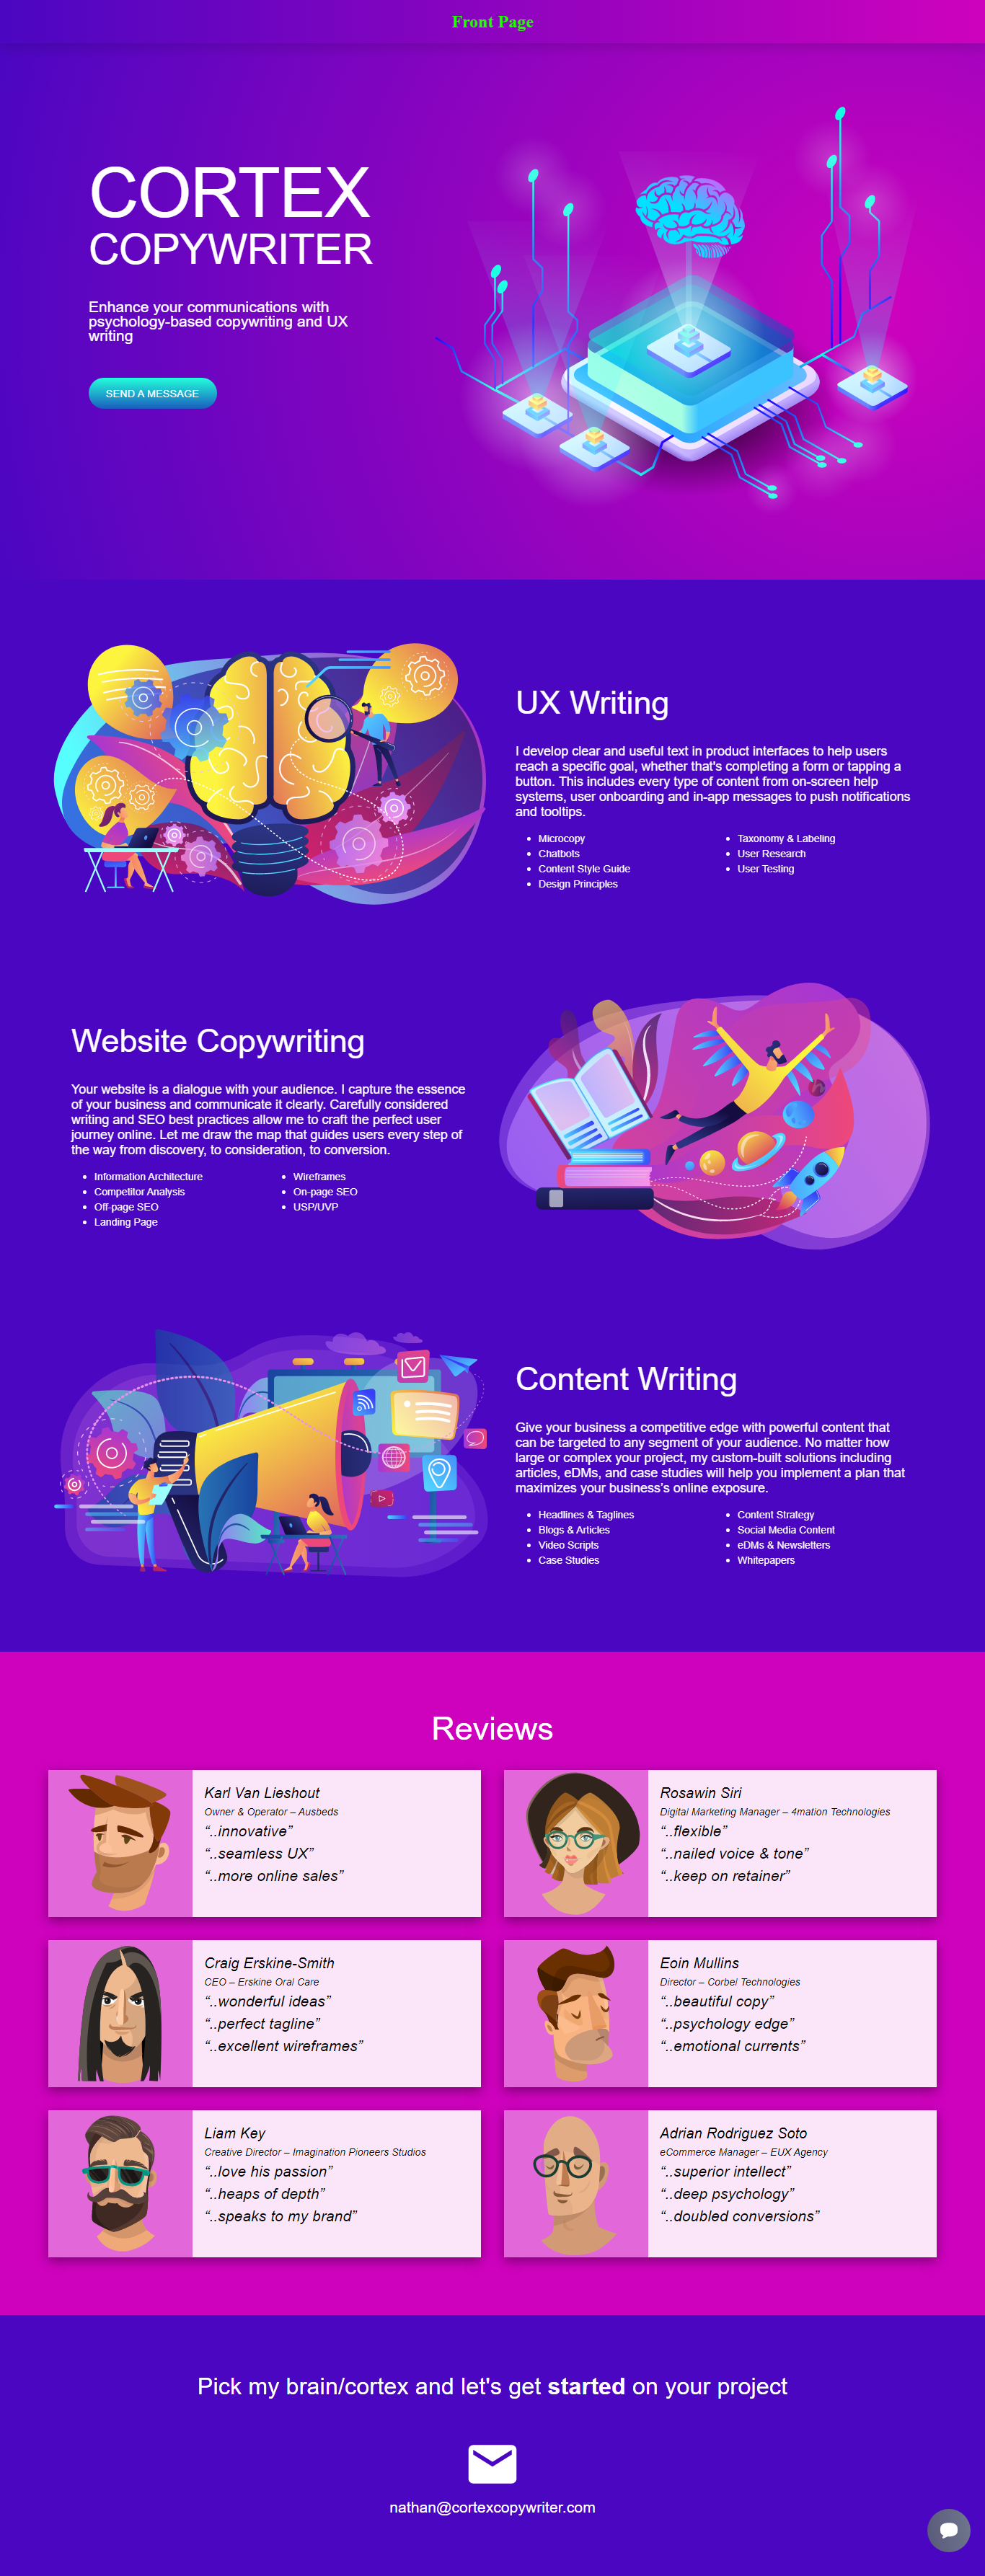 Front Page
CORTEX
COPYWRITER
Enhance your communications with
psychology-based copywriting and UX
writing
SEND A MESSAGE
UX Writing
I develop clear and useful text in product interfaces to help users
reach a specific goal, whether that's completing a form or tapping a
button. This includes every type of content from on-screen help
systems, user onboarding and in-app messages to push notifications
and tooltips.
• Microcopy
• Chatbots
• Content Style Guide
• Design Principles
• Taxonomy & Labeling
• User Research
• User Testing
Website Copywriting
Your website is a dialogue with your audience. I capture the essence
of your business and communicate it clearly. Carefully considered
writing and SEO best practices allow me to craft the perfect user
journey online. Let me draw the map that guides users every step of
the way from discovery, to consideration, to conversion.
• Information Architecture
• Competitor Analysis
• Off-page SEO
• Landing Page
• Wireframes
• On-page SEO
• USP/UVP
Content Writing
Give your business a competitive edge with powerful content that
can be targeted to any segment of your audience. No matter how
large or complex your project, my custom-built solutions including
articles, eDMs, and case studies will help you implement a plan that
maximizes your business's online exposure.
• Headlines & Taglines
• Blogs & Articles
• Video Scripts
• Case Studies
• Content Strategy
• Social Media Content
• eDMs & Newsletters
• Whitepapers
Reviews
Karl Van Lieshout
Owner & Operator – Ausbeds
“..innovative”
“..seamless UX”
“..more online sales”
Rosawin Siri
Digital Marketing Manager – 4mation Technologies
“..flexible”
“..nailed voice & tone”
“..keep on retainer”
Craig Erskine-Smith
CEO – Erskine Oral Care
“..wonderful ideas”
“..perfect tagline”
“..excellent wireframes”
Eoin Mullins
Director – Corbel Technologies
“..beautiful copy”
“..psychology edge”
“..emotional currents”
Liam Key
Creative Director – Imagination Pioneers Studios
“..love his passion”
“..heaps of depth”
“..speaks to my brand”
Adrian Rodriguez Soto
eCommerce Manager – EUX Agency
“..superior intellect”
“..deep psychology”
“..doubled conversions”
Pick my brain/cortex and let's get started on your project
nathan@cortexcopywriter.com